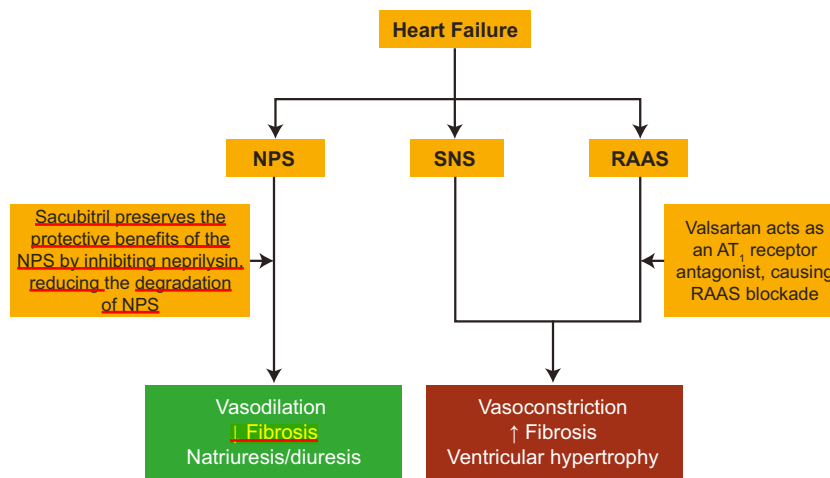 Heart Failure
NPS
SNS
RAAS
Sacubitril preserves the
protective benefits of the
NPS by inhibiting neprilysin,
reducing the degradation
of NPS
Valsartan acts as
an AT₁ receptor
antagonist, causing
RAAS blockade
Vasodilation
↓ Fibrosis
Natriuresis/diuresis
Vasoconstriction
↑ Fibrosis
Ventricular hypertrophy